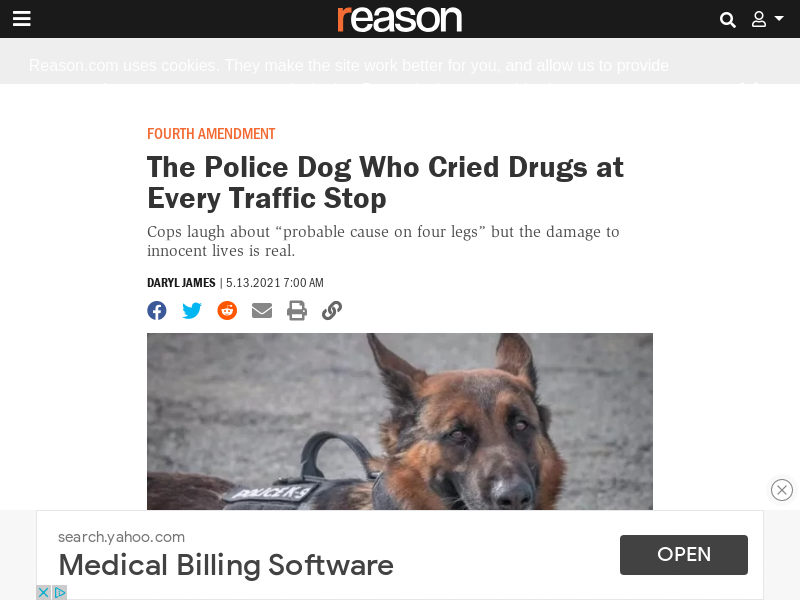 reason
Reason.com uses cookies. They make the site work better for you, and allow us to provide
FOURTH AMENDMENT
The Police Dog Who Cried Drugs at
Every Traffic Stop
Cops laugh about “probable cause on four legs” but the damage to
innocent lives is real.
DARYL JAMES | 5.13.2021 7:00 AM
POLICE K-9
search.yahoo.com
Medical Billing Software
OPEN